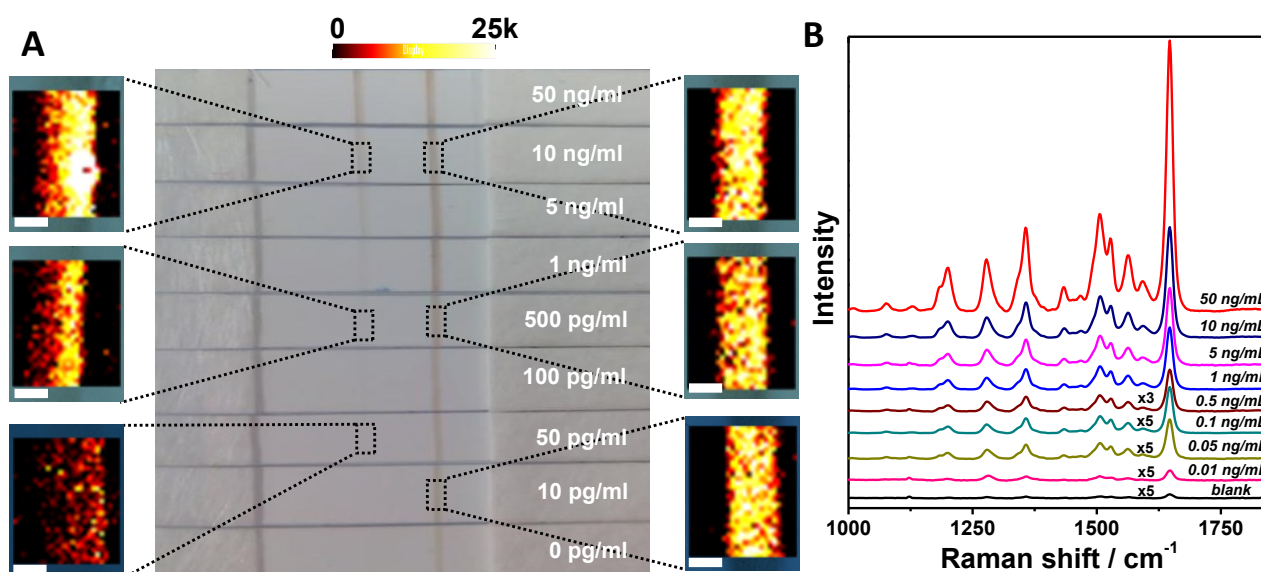 A
0
25k
50 ng/ml
10 ng/ml
5 ng/ml
1 ng/ml
500 pg/ml
100 pg/ml
50 pg/ml
10 pg/ml
0 pg/ml
B
Intensity
50 ng/mL
10 ng/mL
5 ng/mL
1 ng/mL
x3 0.5 ng/mL
x5 0.1 ng/mL
x5 0.05 ng/mL
x5 0.01 ng/mL
x5 blank
1000 1250 1500 1750
Raman shift / cm⁻¹